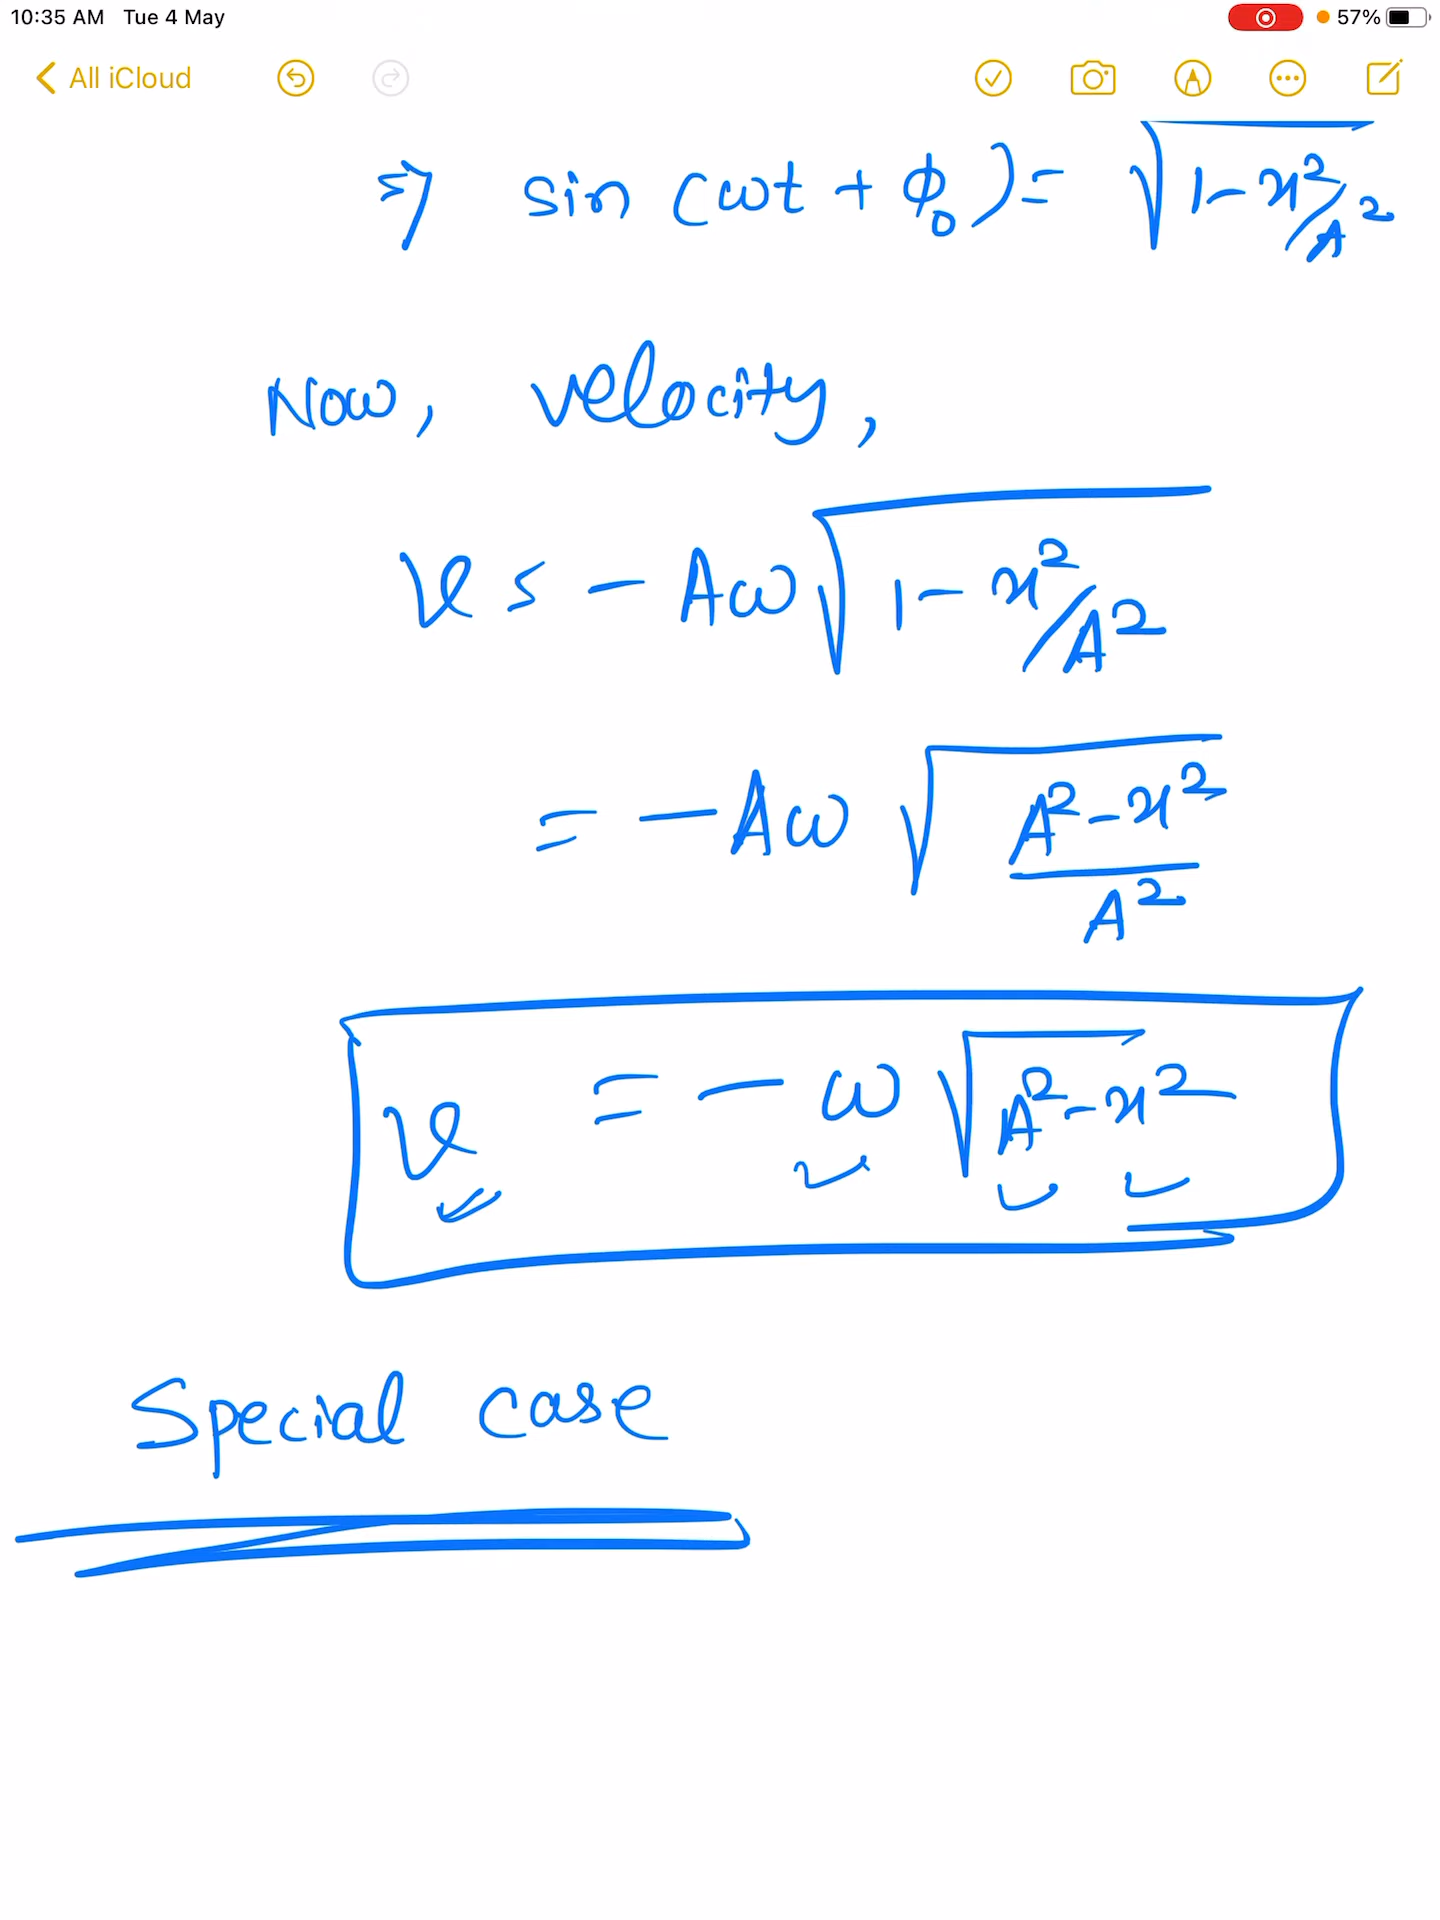 10:35 AM Tue 4 May 57%
All iCloud
⇒ sin (ωt + ϕ₀) = √1-x²/A²
Now, velocity,
v = - Aω √1-x²/A²
= -Aω √A²-x²/A²
v = -ω √A²-x²
Special case